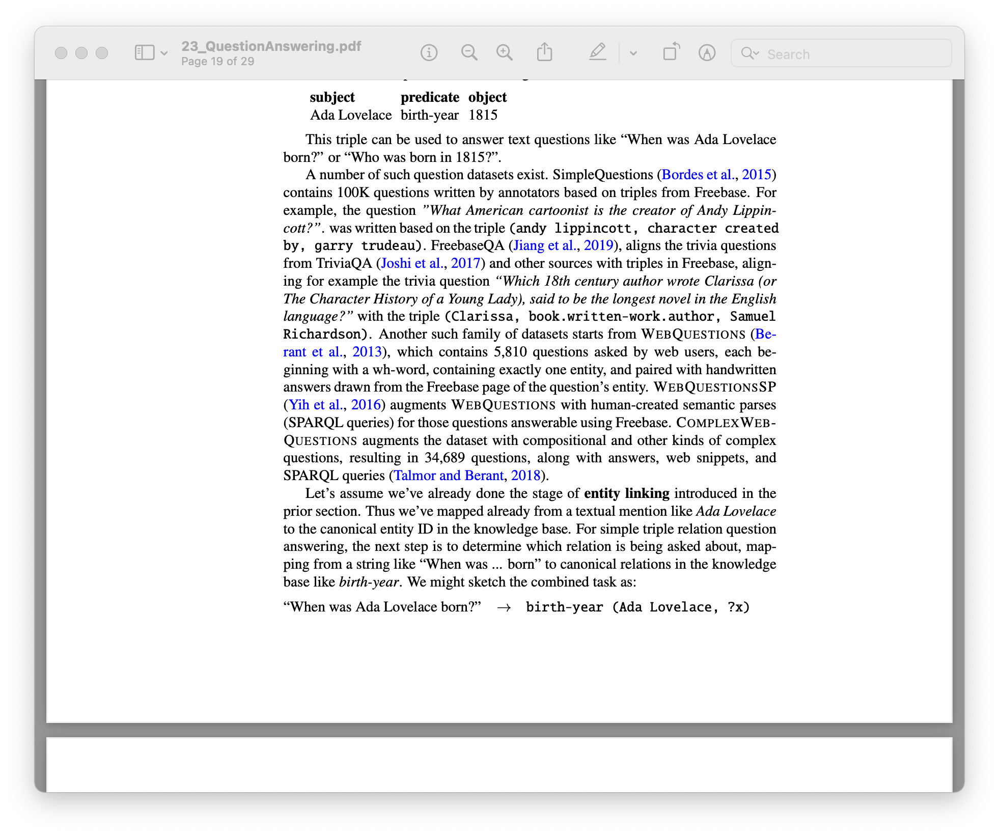 23_QuestionAnswering.pdf
Page 19 of 29
Search
subject predicate object
Ada Lovelace birth-year 1815
This triple can be used to answer text questions like “When was Ada Lovelace
born?” or “Who was born in 1815?”.
A number of such question datasets exist. SimpleQuestions (Bordes et al., 2015)
contains 100K questions written by annotators based on triples from Freebase. For
example, the question ”What American cartoonist is the creator of Andy Lippin-
cott?”. was written based on the triple (andy lippincott, character created
by, garry trudeau). FreebaseQA (Jiang et al., 2019), aligns the trivia questions
from TriviaQA (Joshi et al., 2017) and other sources with triples in Freebase, align-
ing for example the trivia question “Which 18th century author wrote Clarissa (or
The Character History of a Young Lady), said to be the longest novel in the English
language?” with the triple (Clarissa, book.written-work.author, Samuel
Richardson). Another such family of datasets starts from WEBQUESTIONS (Be-
rant et al., 2013), which contains 5,810 questions asked by web users, each be-
ginning with a wh-word, containing exactly one entity, and paired with handwritten
answers drawn from the Freebase page of the question’s entity. WEBQUESTIONSSP
(Yih et al., 2016) augments WEBQUESTIONS with human-created semantic parses
(SPARQL queries) for those questions answerable using Freebase. COMPLEXWEB-
QUESTIONS augments the dataset with compositional and other kinds of complex
questions, resulting in 34,689 questions, along with answers, web snippets, and
SPARQL queries (Talmor and Berant, 2018).
Let’s assume we’ve already done the stage of entity linking introduced in the
prior section. Thus we’ve mapped already from a textual mention like Ada Lovelace
to the canonical entity ID in the knowledge base. For simple triple relation question
answering, the next step is to determine which relation is being asked about, map-
ping from a string like “When was ... born” to canonical relations in the knowledge
base like birth-year. We might sketch the combined task as:
“When was Ada Lovelace born?” → birth-year (Ada Lovelace, ?x)